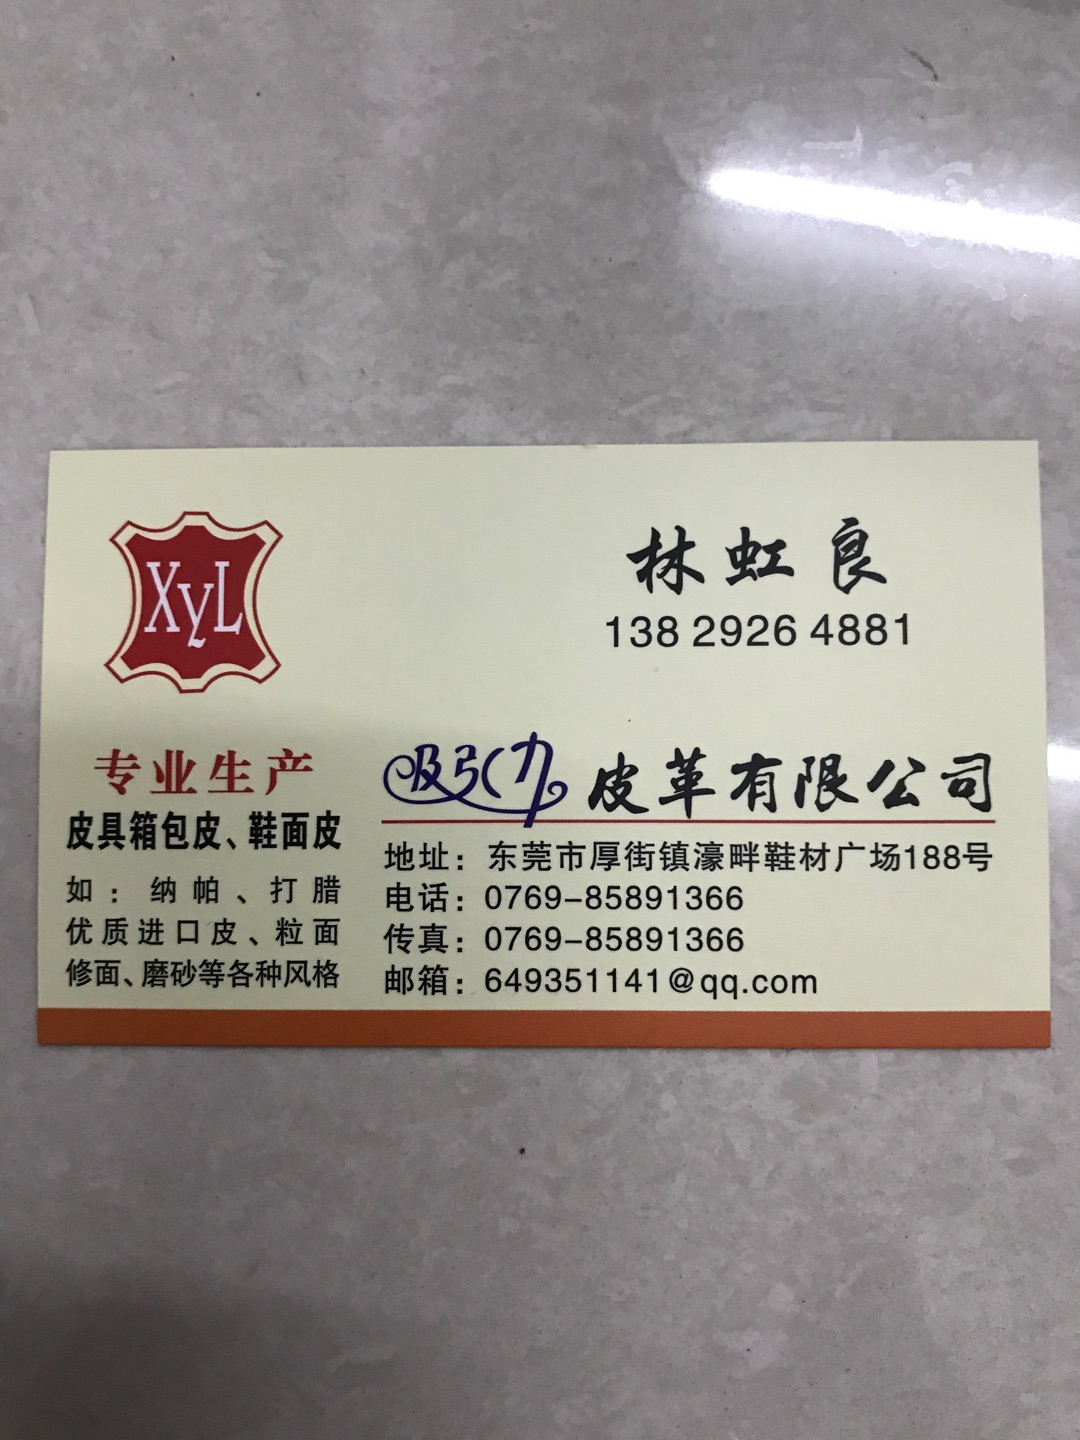 XyL
林虹良
138 2926 4881
专业生产
皮具箱包皮、鞋面皮
如：纳帕、打腊
优质进口皮、粒面
修面、磨砂等各种风格
吸引力皮革有限公司
地址：东莞市厚街镇濠畔鞋材广场188号
电话：0769-85891366
传真：0769-85891366
邮箱：649351141@qq.com